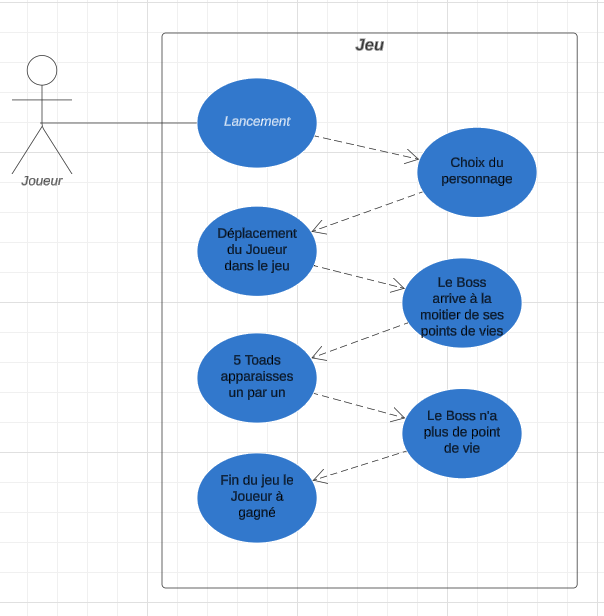 Jeu
Lancement
Joueur
Choix du
personnage
Déplacement
du Joueur
dans le jeu
Le Boss
arrive à la
moitier de ses
points de vies
5 Toads
apparaisses
un par un
Le Boss n'a
plus de point
de vie
Fin du jeu le
Joueur à
gagné